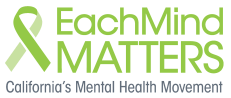 EachMind
MATTERS
California's Mental Health Movement